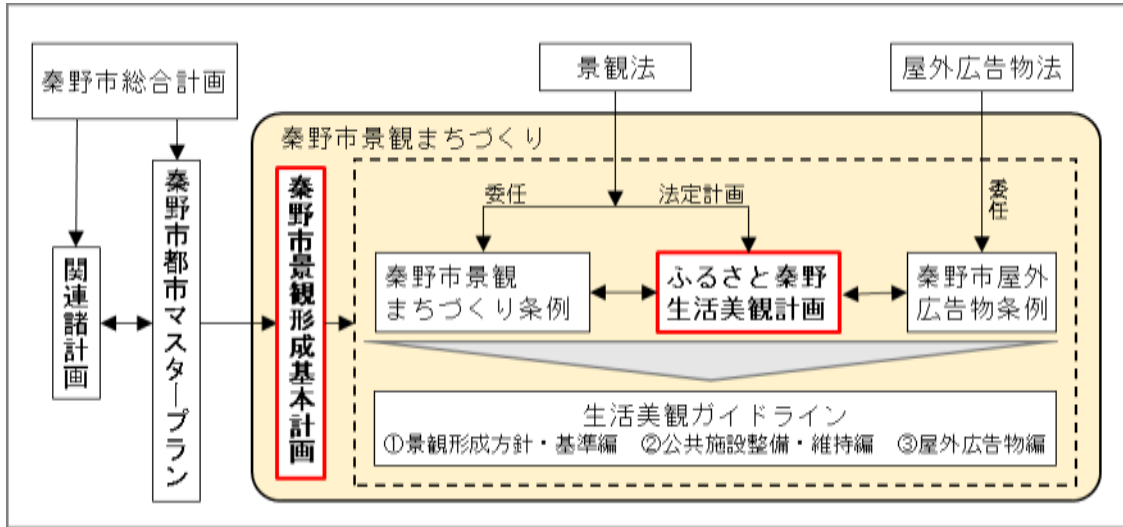 秦野市総合計画
景観法
屋外広告物法
秦野市景観まちづくり
関連諸計画
秦野市都市マスタープラン
秦野市景観形成基本計画
委任
法定計画
委任
秦野市景観
まちづくり条例
ふるさと秦野
生活美観計画
秦野市屋外
広告物条例
生活美観ガイドライン
①景観形成方針・基準編 ②公共施設整備・維持編 ③屋外広告物編